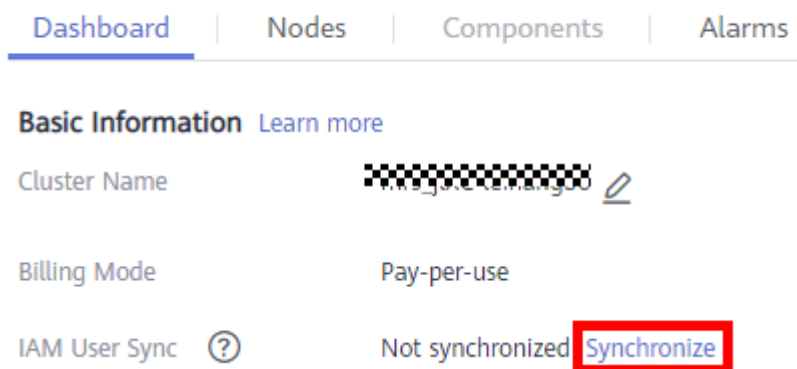 Dashboard Nodes Components Alarms
Basic Information Learn more
Cluster Name
Billing Mode Pay-per-use
IAM User Sync ? Not synchronized Synchronize